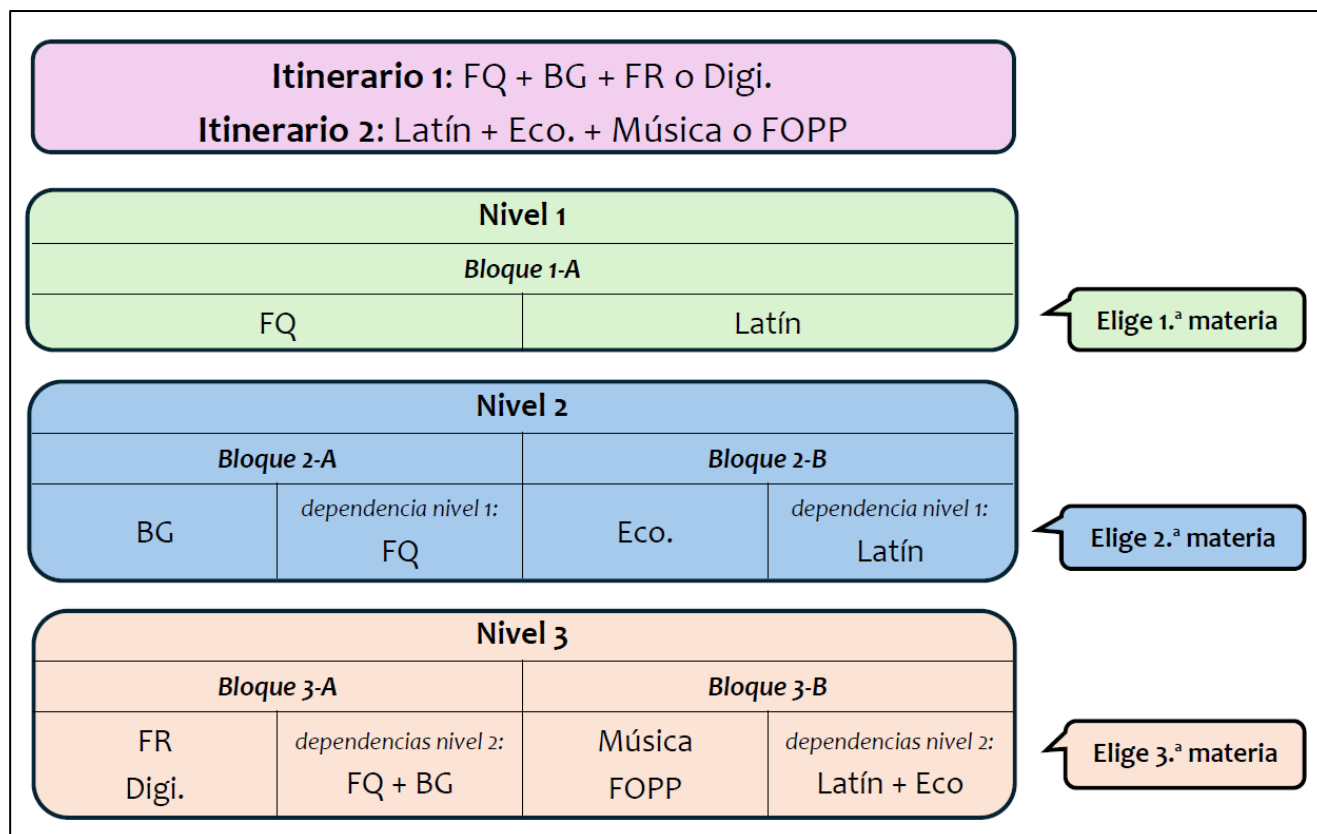 Itinerario 1: FQ + BG + FR o Digi.
Itinerario 2: Latín + Eco. + Música o FOPP
Nivel 1
Bloque 1-A
FQ
Latín
Elige 1.ª materia
Nivel 2
Bloque 2-A
Bloque 2-B
BG
dependencia nivel 1:
FQ
Eco.
dependencia nivel 1:
Latín
Elige 2.ª materia
Nivel 3
Bloque 3-A
Bloque 3-B
FR
Digi.
dependencias nivel 2:
FQ + BG
Música
FOPP
dependencias nivel 2:
Latín + Eco
Elige 3.ª materia